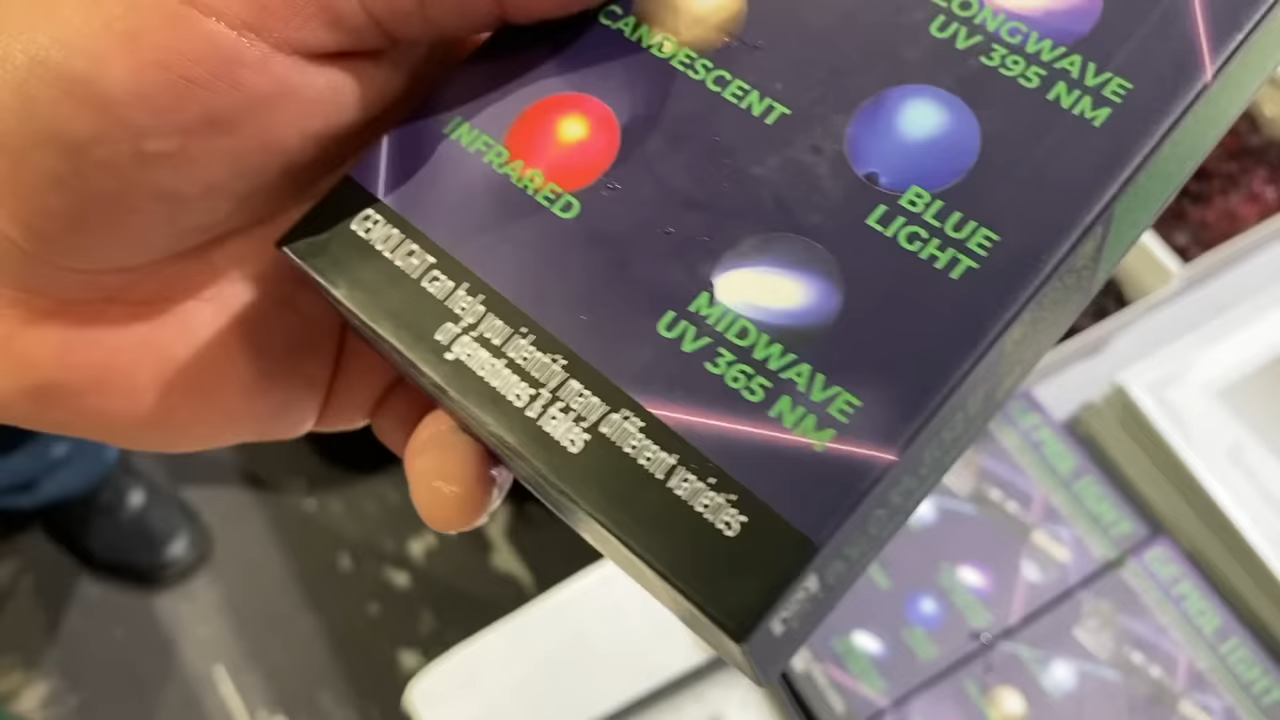 CANDESCENT
LONGWAVE
UV 395 NM
INFRARED
BLUE
LIGHT
MIDWAVE
UV 365 NM
GEMOLIGHT can help you identify many different varieties
of gemstones & fakes